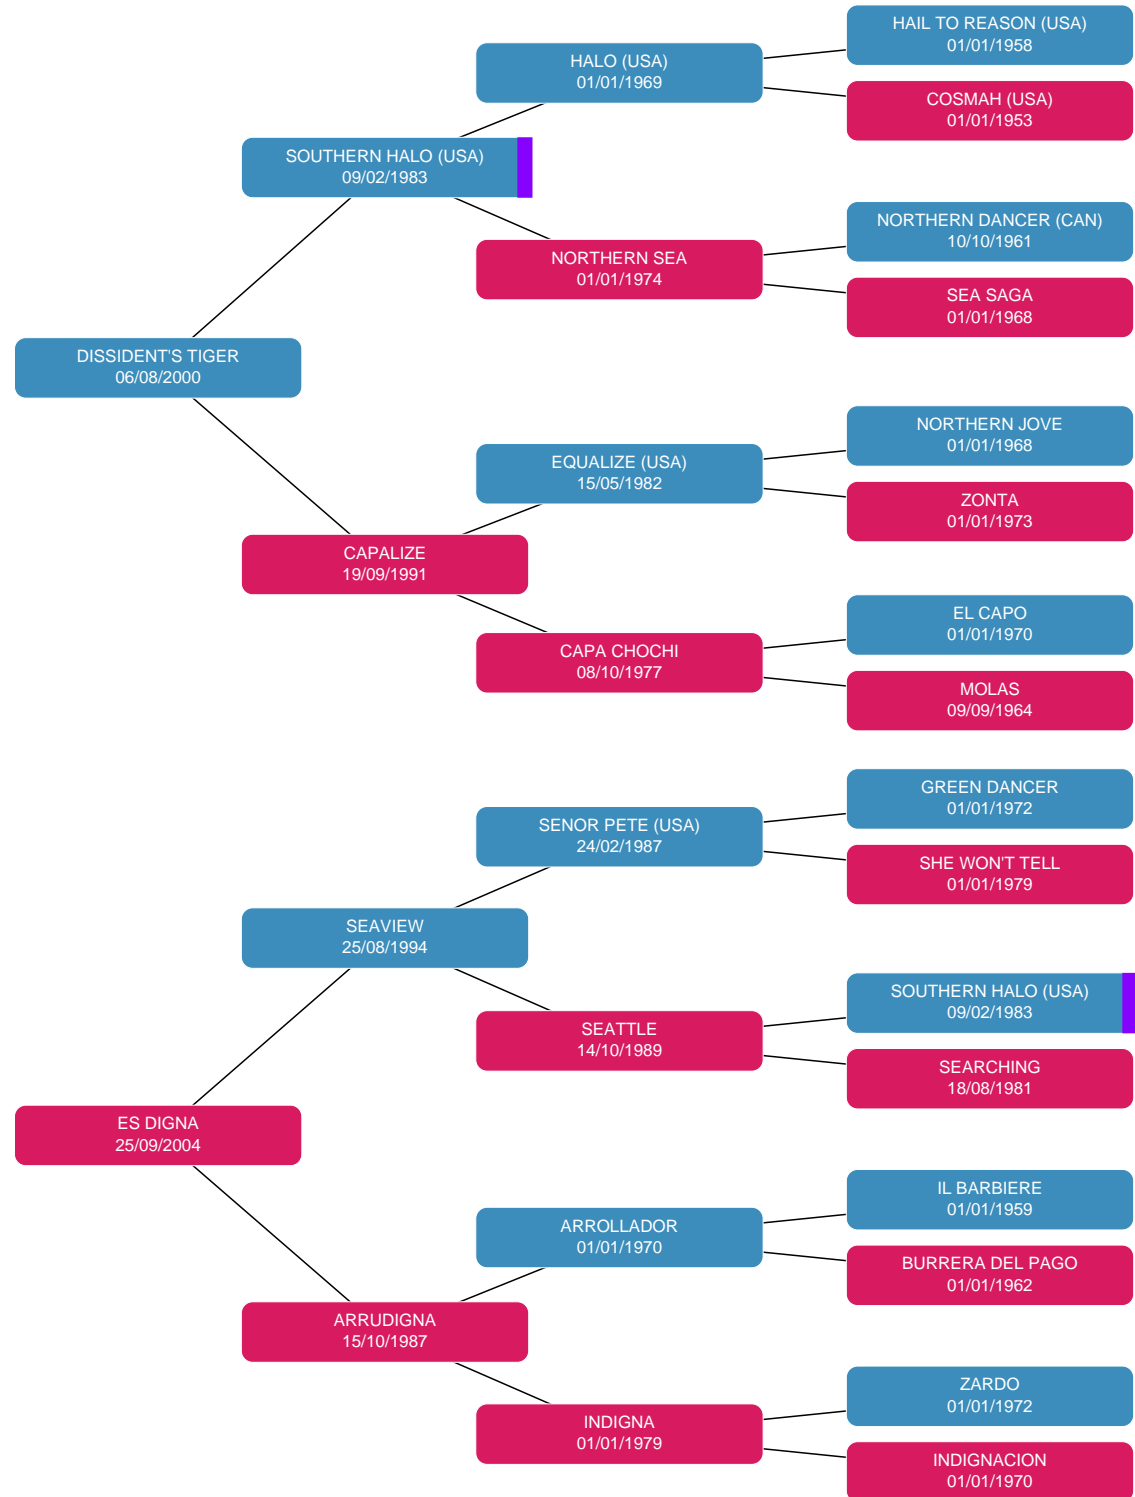 HAIL TO REASON (USA)
01/01/1958
HALO (USA)
01/01/1969
COSMAH (USA)
01/01/1953
SOUTHERN HALO (USA)
09/02/1983
NORTHERN DANCER (CAN)
10/10/1961
NORTHERN SEA
01/01/1974
SEA SAGA
01/01/1968
DISSIDENT'S TIGER
06/08/2000
NORTHERN JOVE
01/01/1968
EQUALIZE (USA)
15/05/1982
ZONTA
01/01/1973
CAPALIZE
19/09/1991
EL CAPO
01/01/1970
CAPA CHOCHI
08/10/1977
MOLAS
09/09/1964
GREEN DANCER
01/01/1972
SENOR PETE (USA)
24/02/1987
SHE WON'T TELL
01/01/1979
SEAVIEW
25/08/1994
SOUTHERN HALO (USA)
09/02/1983
SEATTLE
14/10/1989
SEARCHING
18/08/1981
ES DIGNA
25/09/2004
IL BARBIERE
01/01/1959
ARROLLADOR
01/01/1970
BURRERA DEL PAGO
01/01/1962
ARRUDIGNA
15/10/1987
ZARDO
01/01/1972
INDIGNA
01/01/1979
INDIGNACION
01/01/1970